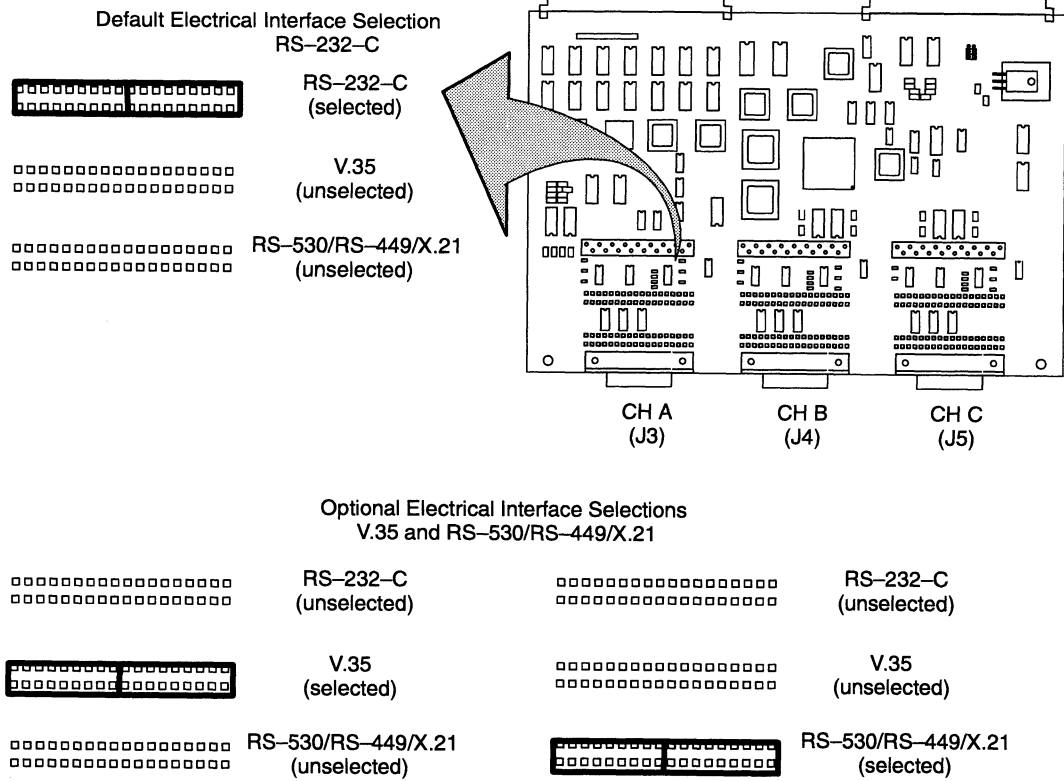 Default Electrical Interface Selection
RS–232–C
RS–232–C
(selected)
V.35
(unselected)
RS–530/RS–449/X.21
(unselected)
CH A
(J3)
CH B
(J4)
CH C
(J5)
Optional Electrical Interface Selections
V.35 and RS–530/RS–449/X.21
RS–232–C
(unselected)
V.35
(selected)
RS–530/RS–449/X.21
(unselected)
RS–232–C
(unselected)
V.35
(unselected)
RS–530/RS–449/X.21
(selected)